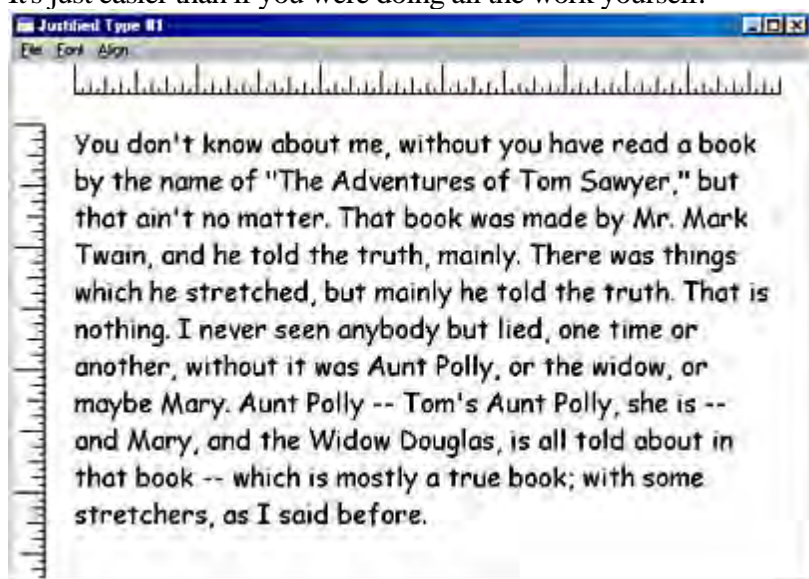 It's just easier than if you were doing all the work yourself.
Justified Type #1
File Font Align
You don't know about me, without you have read a book
by the name of "The Adventures of Tom Sawyer," but
that ain't no matter. That book was made by Mr. Mark
Twain, and he told the truth, mainly. There was things
which he stretched, but mainly he told the truth. That is
nothing. I never seen anybody but lied, one time or
another, without it was Aunt Polly, or the widow, or
maybe Mary. Aunt Polly -- Tom's Aunt Polly, she is --
and Mary, and the Widow Douglas, is all told about in
that book -- which is mostly a true book; with some
stretchers, as I said before.